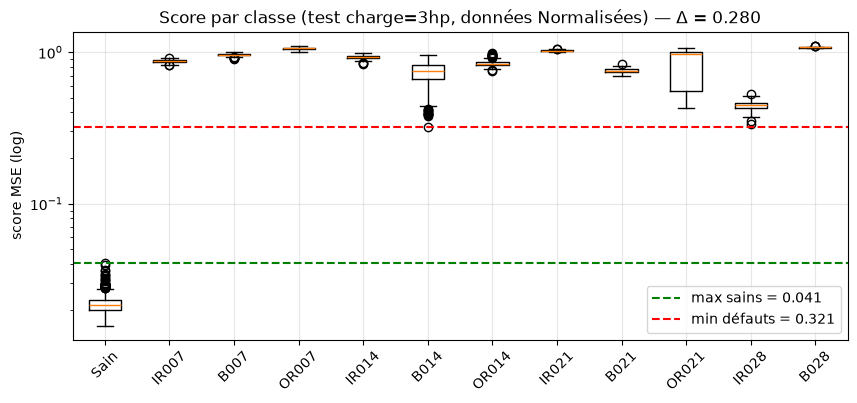 Score par classe (test charge=3hp, données Normalisées) — Δ = 0.280
score MSE (log)
10⁰
10⁻¹
max sains = 0.041
min défauts = 0.321
Sain
IR007
B007
OR007
IR014
B014
OR014
IR021
B021
OR021
IR028
B028